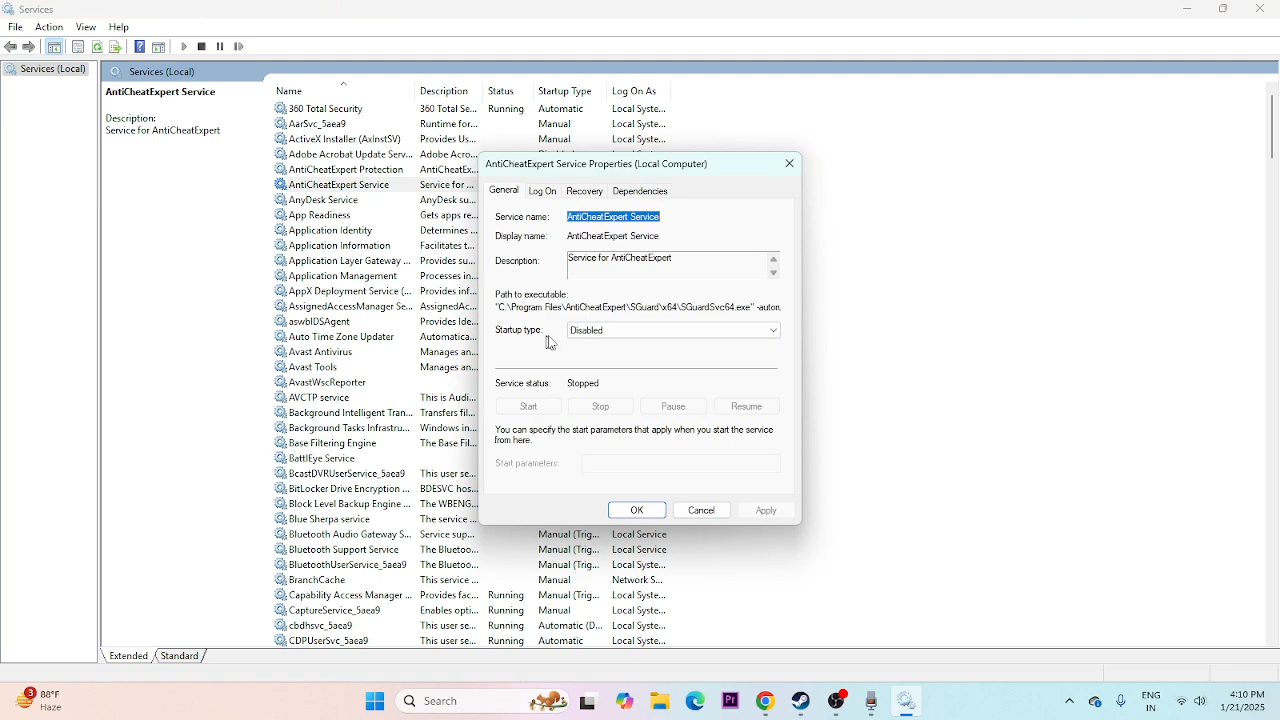 Services
File Action View Help
Services (Local)
Services (Local)
AntiCheatExpert Service
Description:
Service for AntiCheatExpert
Name Description Status Startup Type Log On As
360 Total Security 360 Total Se... Running Automatic Local Syste...
AarSvc_5aea9 Runtime for... Manual Local Syste...
ActiveX Installer (AxInstSV) Provides Us... Manual Local Syste...
Adobe Acrobat Update Serv... Adobe Acro...
AntiCheatExpert Protection AntiCheatEx...
AntiCheatExpert Service Service for ...
AnyDesk Service AnyDesk su...
App Readiness Gets apps re...
Application Identity Determines ...
Application Information Facilitates t...
Application Layer Gateway ... Provides su...
Application Management Processes in...
AppX Deployment Service (... Provides inf...
AssignedAccessManager Se... AssignedAc...
aswbIDSAgent Provides Ide...
Auto Time Zone Updater Automatica...
Avast Antivirus Manages an...
Avast Tools Manages an...
AvastWscReporter
AVCTP service This is Audi...
Background Intelligent Tran... Transfers fil...
Background Tasks Infrastru... Windows in...
Base Filtering Engine The Base Fil...
BattlEye Service
BcastDVRUserService_5aea9 This user se...
BitLocker Drive Encryption ... BDESVC hos...
Block Level Backup Engine ... The WBENG...
Blue Sherpa service The service ...
Bluetooth Audio Gateway S... Service sup... Manual (Trig... Local Service
Bluetooth Support Service The Bluetoo... Manual (Trig... Local Service
BluetoothUserService_5aea9 The Bluetoo... Manual (Trig... Local Syste...
BranchCache This service ... Manual Network S...
Capability Access Manager ... Provides fac... Running Manual (Trig... Local Syste...
CaptureService_5aea9 Enables opti... Running Manual Local Syste...
cbdhsvc_5aea9 This user se... Running Automatic (D... Local Syste...
CDPUserSvc_5aea9 This user se... Running Automatic Local Syste...
AntiCheatExpert Service Properties (Local Computer)
General Log On Recovery Dependencies
Service name: AntiCheatExpert Service
Display name: AntiCheatExpert Service
Description: Service for AntiCheatExpert
Path to executable:
"C:\Program Files\AntiCheatExpert\SGuard\x64\SGuardSvc64.exe" -auton
Startup type: Disabled
Service status: Stopped
Start Stop Pause Resume
You can specify the start parameters that apply when you start the service
from here.
Start parameters:
OK Cancel Apply
Extended Standard
3
88°F
Haze
Search
Pr
ENG
IN
4:10 PM
1/21/2025